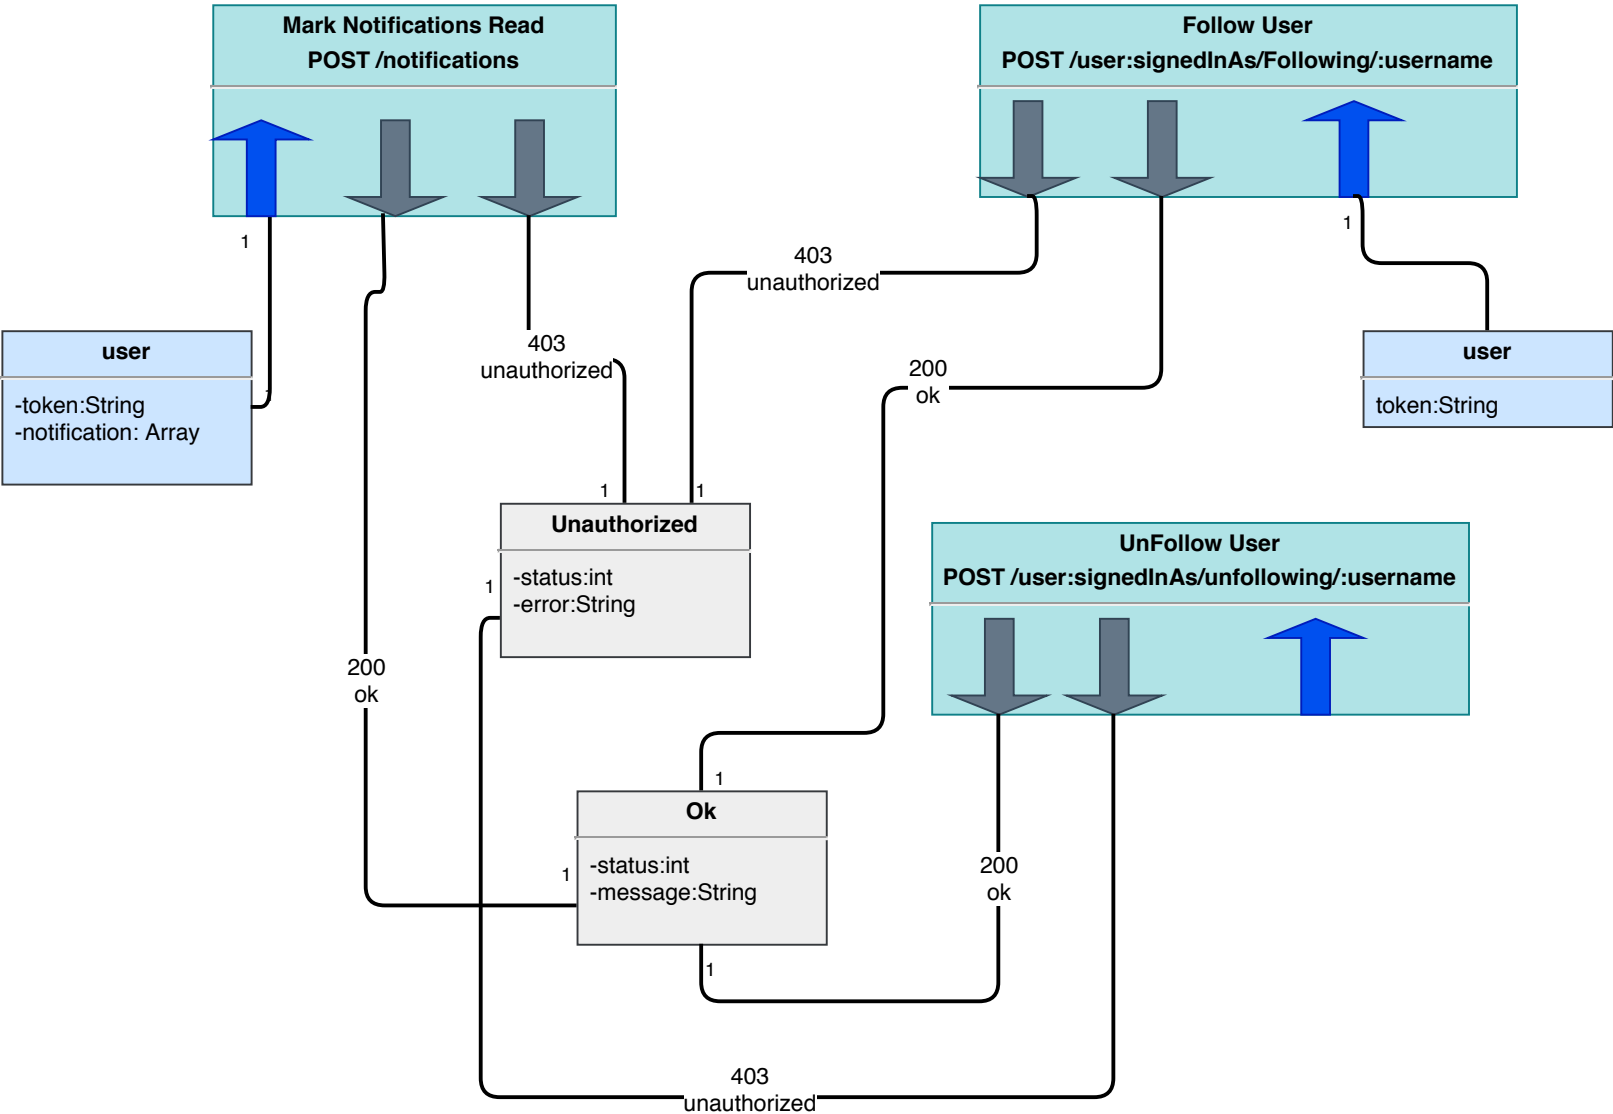 Mark Notifications Read
POST /notifications
Follow User
POST /user:signedInAs/Following/:username
1
1
403
unauthorized
user
-token:String
-notification: Array
403
unauthorized
200
ok
user
token:String
1
1
Unauthorized
-status:int
-error:String
1
UnFollow User
POST /user:signedInAs/unfollowing/:username
200
ok
1
Ok
-status:int
-message:String
1
200
ok
1
403
unauthorized